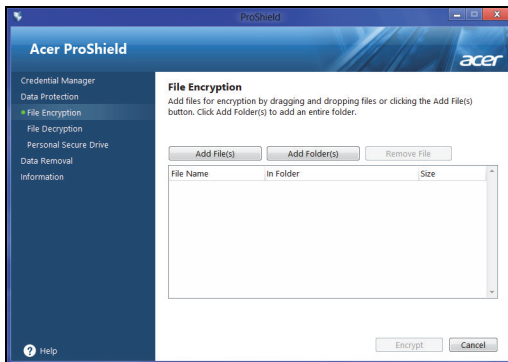 ProShield
Acer ProShield
acer
Credential Manager
Data Protection
File Encryption
File Decryption
Personal Secure Drive
Data Removal
Information
Help
File Encryption
Add files for encryption by dragging and dropping files or clicking the Add File(s)
button. Click Add Folder(s) to add an entire folder.
Add File(s) Add Folder(s) Remove File
File Name In Folder Size
Encrypt Cancel